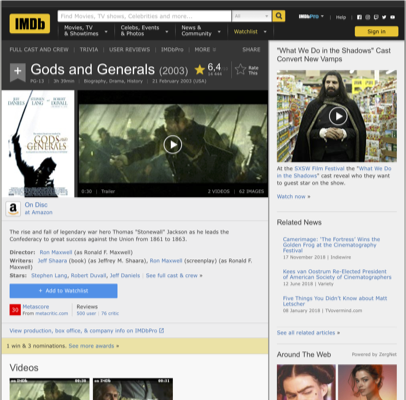 IMDb
Find Movies, TV shows, Celebrities and more...
All
IMDbPro
Help
Movies, TV & Showtimes
Celebs, Events & Photos
News & Community
Watchlist
Sign in
FULL CAST AND CREW | TRIVIA | USER REVIEWS | IMDbPro | MORE
SHARE
Gods and Generals (2003)
6,4
Rate This
PG-13 | 3h 39min | Biography, Drama, History | 21 February 2003 (USA)
JEFF DANIELS
STEPHEN LANG
ROBERT DUVALL
GODS AND GENERALS
0:30 | Trailer
2 VIDEOS | 62 IMAGES
a
On Disc
at Amazon
The rise and fall of legendary war hero Thomas "Stonewall" Jackson as he leads the
Confederacy to great success against the Union from 1861 to 1863.
Director: Ron Maxwell (as Ronald F. Maxwell)
Writers: Jeff Shaara (book) (as Jeffrey M. Shaara), Ron Maxwell (screenplay) (as Ronald F.
Maxwell)
Stars: Stephen Lang, Robert Duvall, Jeff Daniels | See full cast & crew »
+ Add to Watchlist
30
Metascore
From metacritic.com
Reviews
500 user | 76 critic
View production, box office, & company info on IMDbPro
1 win & 3 nominations. See more awards »
Videos
"What We Do in the Shadows" Cast
Convert New Vamps
At the SXSW Film Festival the "What We Do
in the Shadows" cast reveal who they want
to guest star on the show.
Watch now »
Related News
Camerimage: 'The Fortress' Wins the
Golden Frog at the Cinematography
Festival
17 November 2018 | Indiewire
Kees van Oostrum Re-Elected President
of American Society of Cinematographers
12 June 2018 | Variety
Five Things You Didn't Know about Matt
Letscher
08 January 2018 | TVovermind.com
See all related articles »
Around The Web
Powered by ZergNet